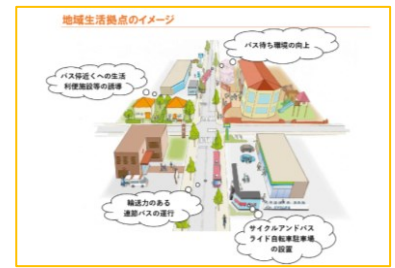 地域生活拠点のイメージ
バス待ち環境の向上
バス停近くへの生活
利便施設等の誘導
輸送力のある
連節バスの運行
サイクルアンドバス
ライド自転車駐車場
の設置